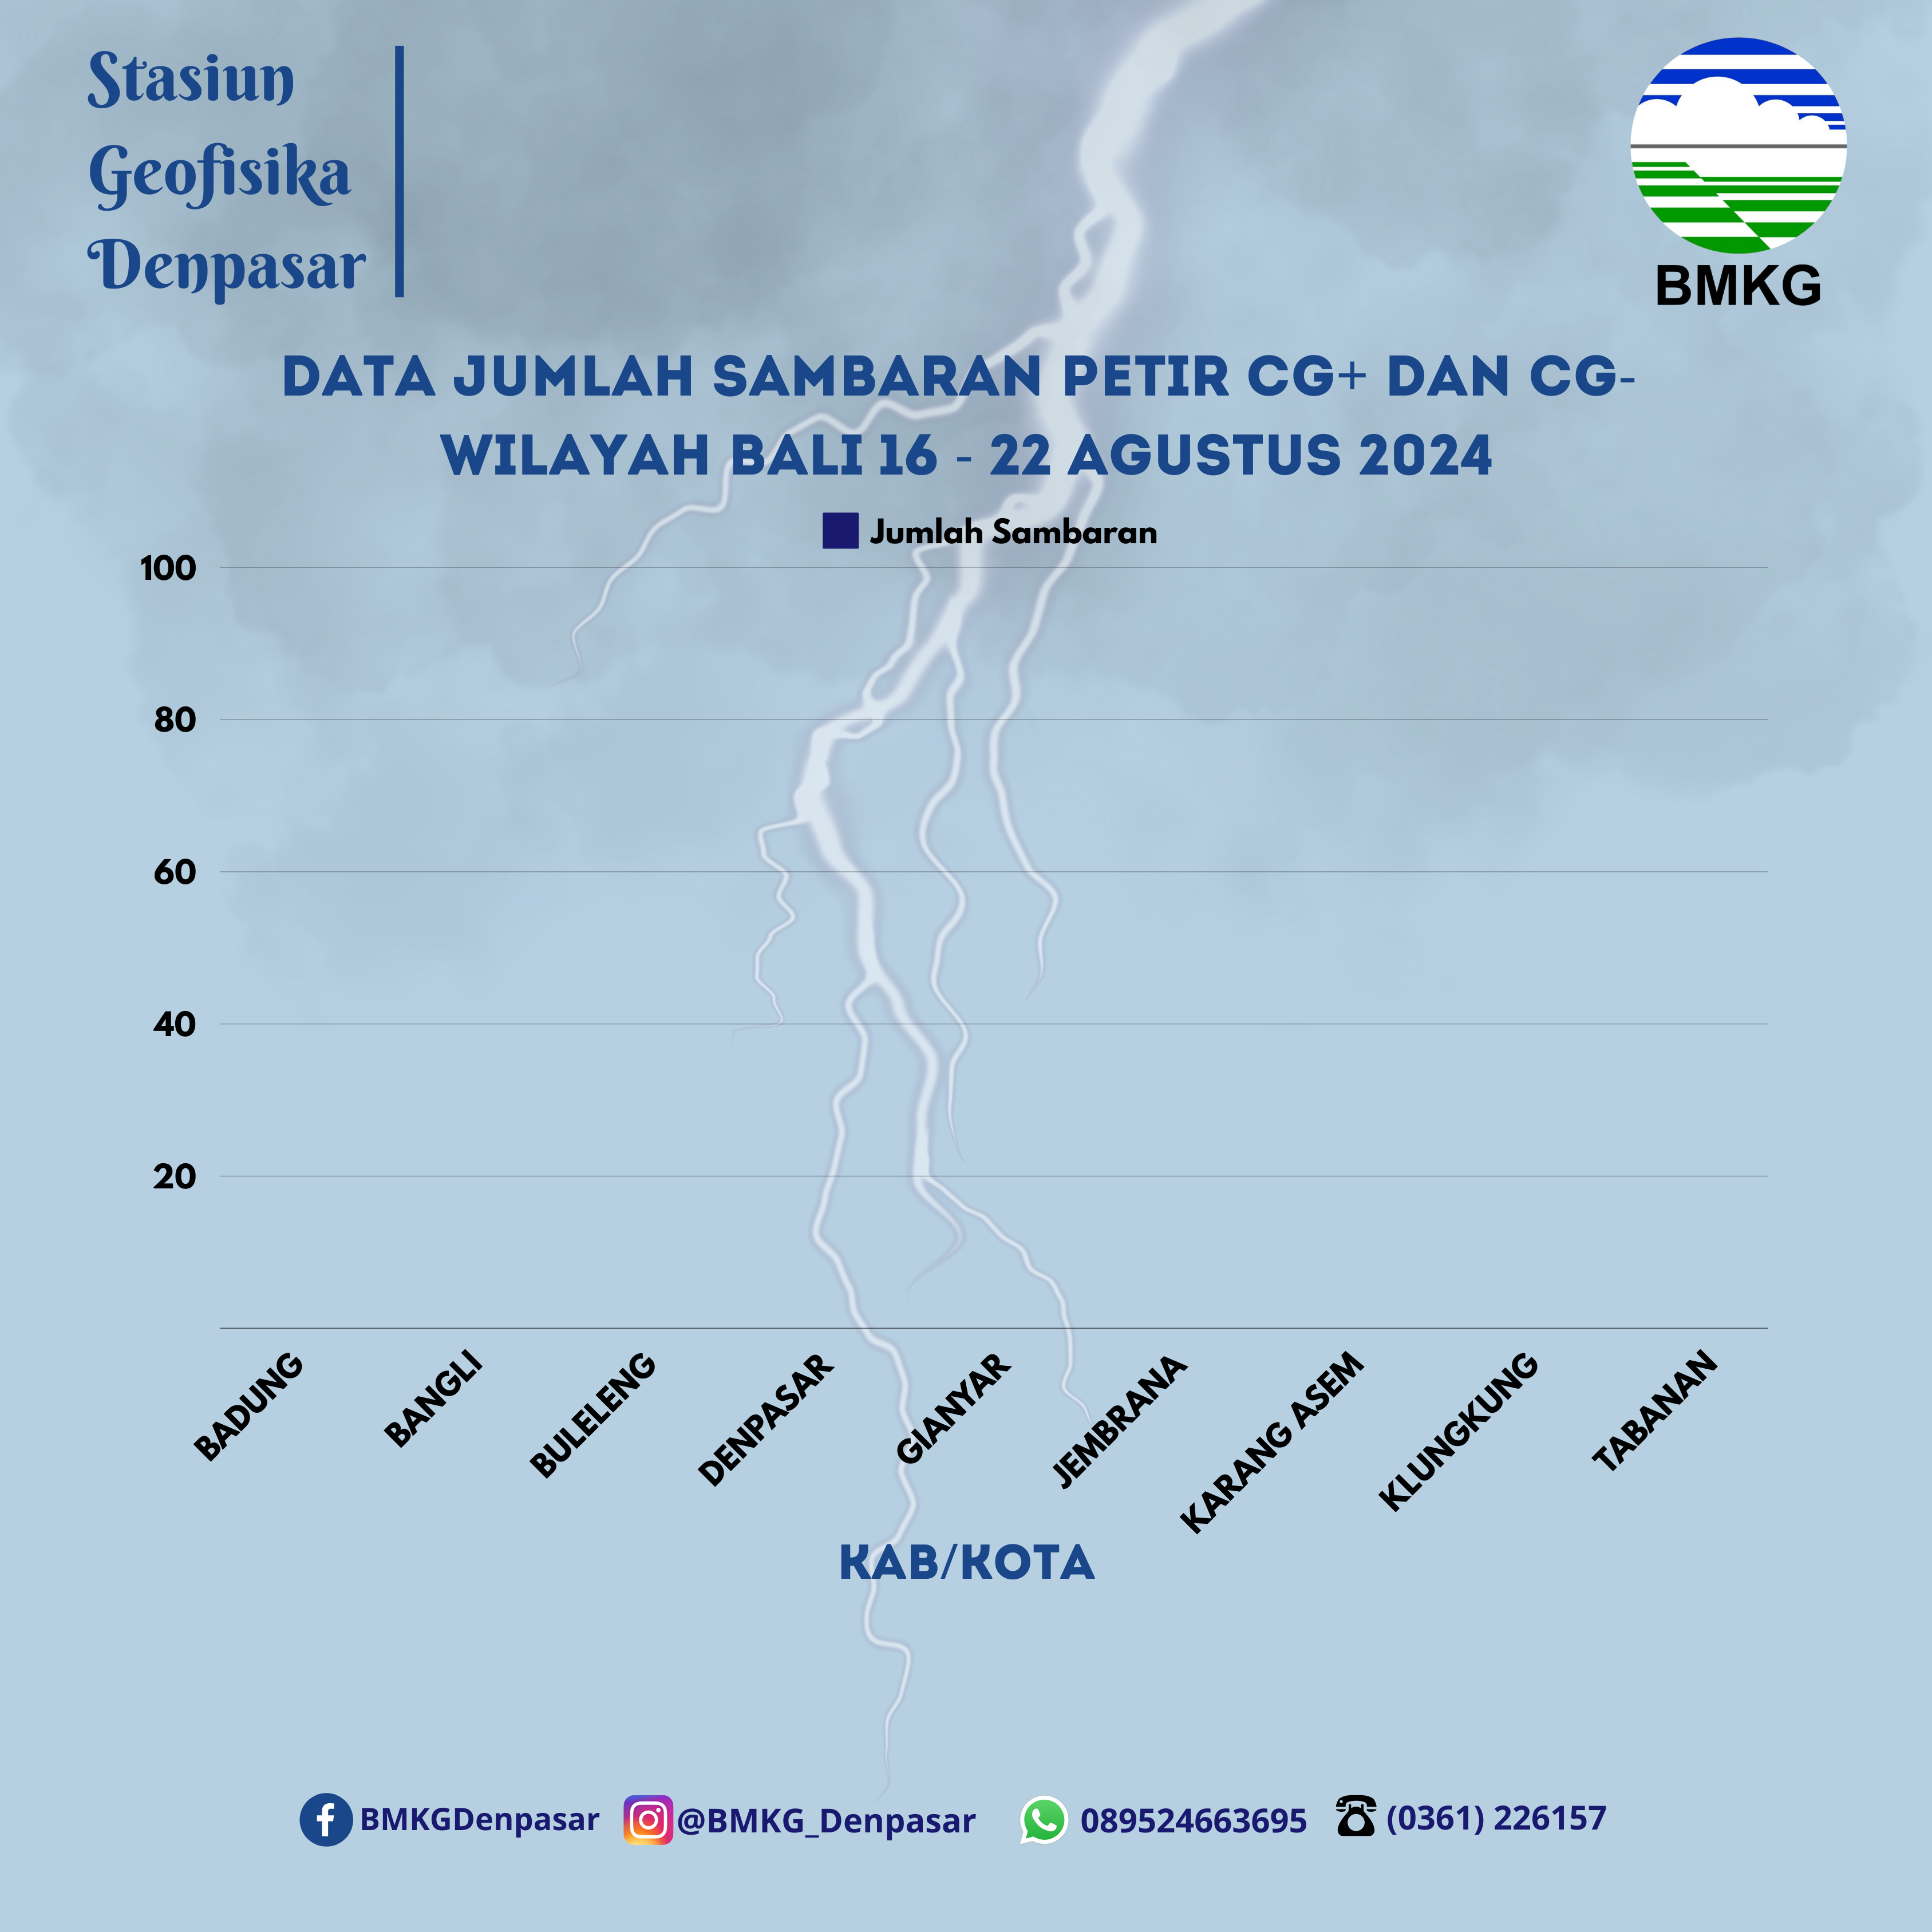 Stasiun
Geofisika
Denpasar
BMKG
DATA JUMLAH SAMBARAN PETIR CG+ DAN CG-
WILAYAH BALI 16 - 22 AGUSTUS 2024
Jumlah Sambaran
100
80
60
40
20
BADUNG
BANGLI
BULELENG
DENPASAR
GIANYAR
JEMBRANA
KARANG ASEM
KLUNGKUNG
TABANAN
KAB/KOTA
BMKGDenpasar @BMKG_Denpasar 089524663695 (0361) 226157